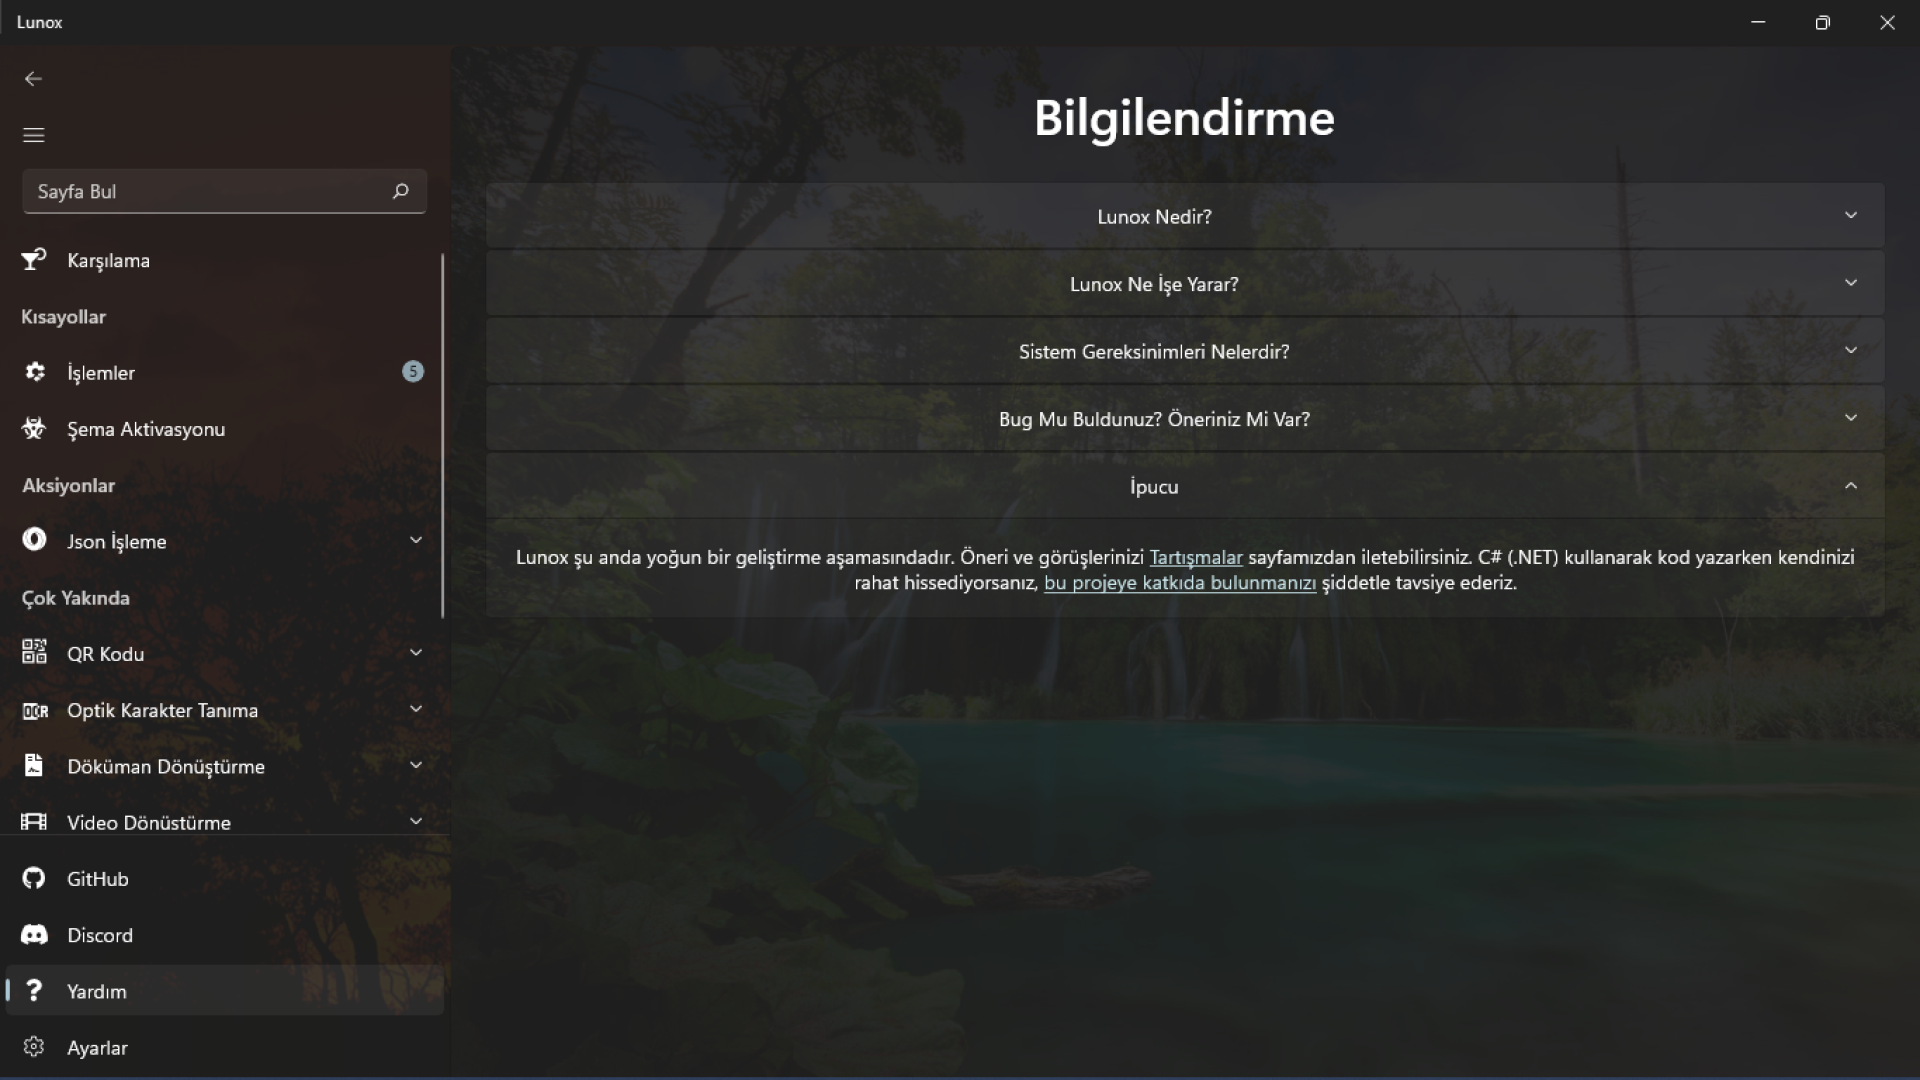 Lunox
Sayfa Bul
Karşılama
Kısayollar
İşlemler
5
Şema Aktivasyonu
Aksiyonlar
Json İşleme
Çok Yakında
QR Kodu
OCR
Optik Karakter Tanıma
Döküman Dönüştürme
Video Dönüştürme
GitHub
Discord
Yardım
Ayarlar
Bilgilendirme
Lunox Nedir?
Lunox Ne İşe Yarar?
Sistem Gereksinimleri Nelerdir?
Bug Mu Buldunuz? Öneriniz Mi Var?
İpucu
Lunox şu anda yoğun bir geliştirme aşamasındadır. Öneri ve görüşlerinizi Tartışmalar sayfamızdan iletebilirsiniz. C# (.NET) kullanarak kod yazarken kendinizi
rahat hissediyorsanız, bu projeye katkıda bulunmanızı şiddetle tavsiye ederiz.